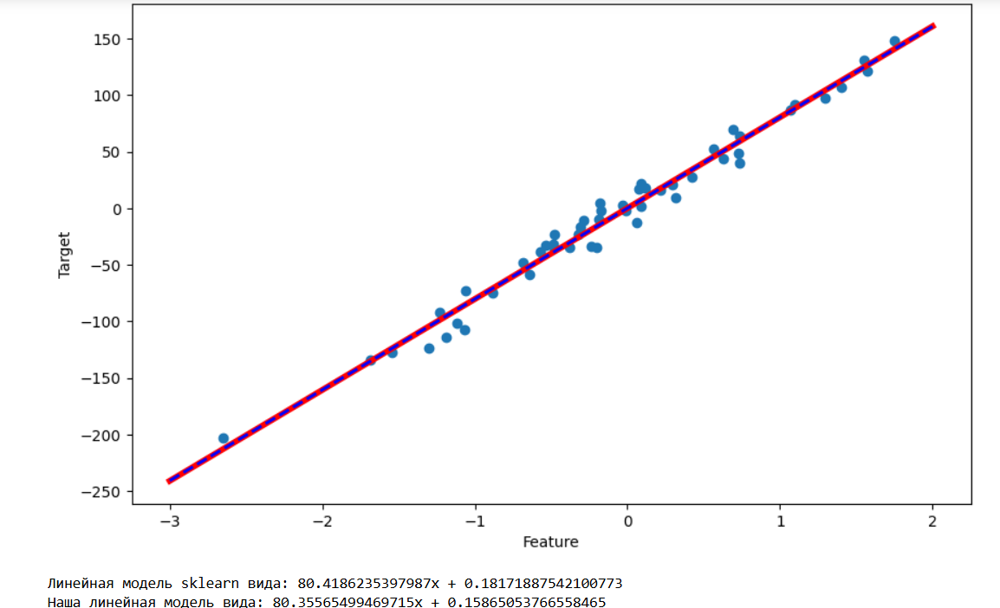 150
100
50
0
−50
−100
−150
−200
−250
Target
−3 −2 −1 0 1 2
Feature
Линейная модель sklearn вида: 80.4186235397987x + 0.18171887542100773
Наша линейная модель вида: 80.35565499469715x + 0.15865053766558465